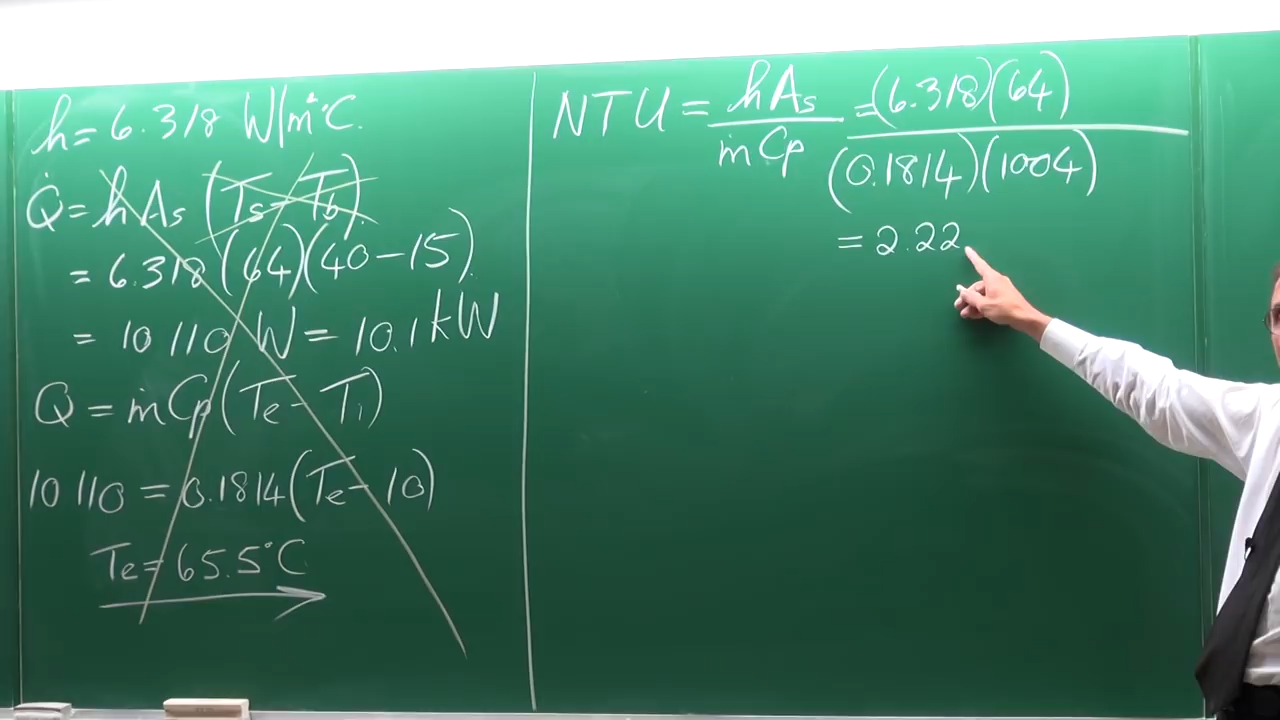 h = 6.318 W/m²°C.
Q̇ = hAs (Ts - Tb).
= 6.318 (64)(40 - 15).
= 10 110 W = 10.1 kW
Q = ṁCp (Te - Ti)
10 110 = 0.1814 (Te - 10)
Te = 65.5°C
NTU = hAs / ṁCp = (6.318)(64) / (0.1814)(1004)
= 2.22